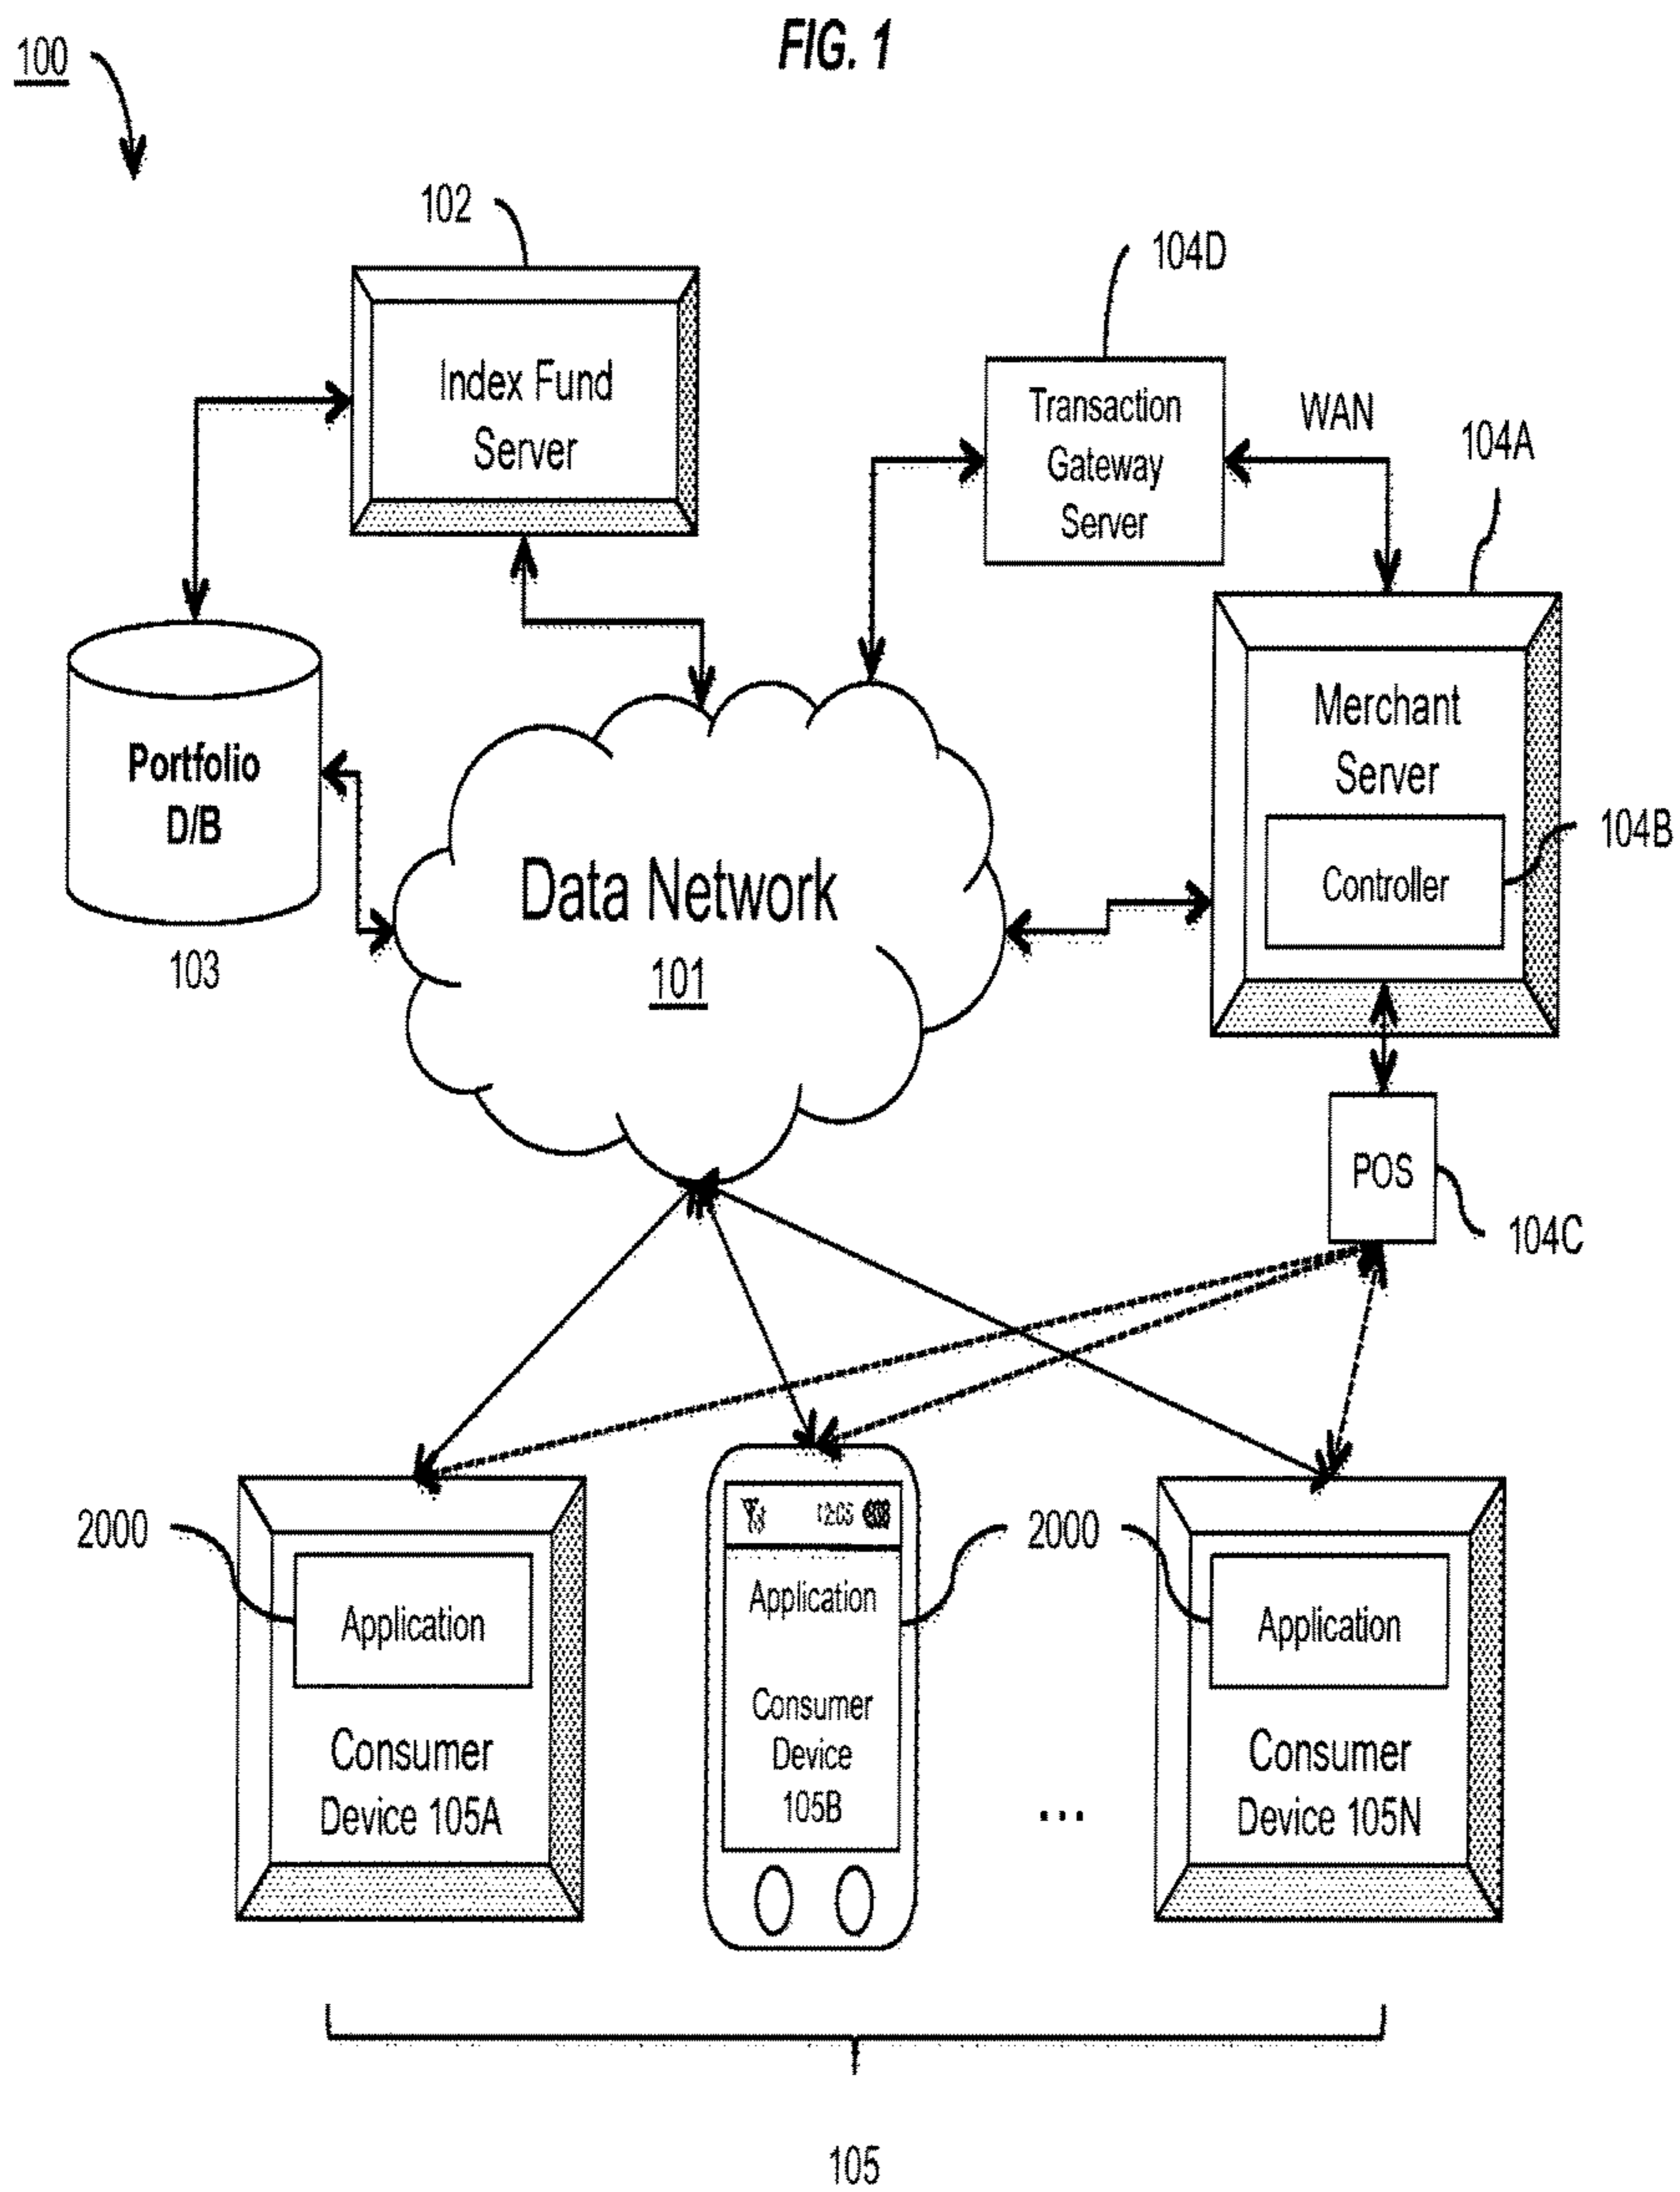 FIG. 1
100
102
104D
Index Fund
Server
Transaction
Gateway
Server
WAN
104A
Merchant
Server
Controller
104B
Portfolio
D/B
103
Data Network
101
POS
104C
2000
Application
Consumer
Device 105A
12:05
Application
Consumer
Device
105B
2000
...
Application
Consumer
Device 105N
105